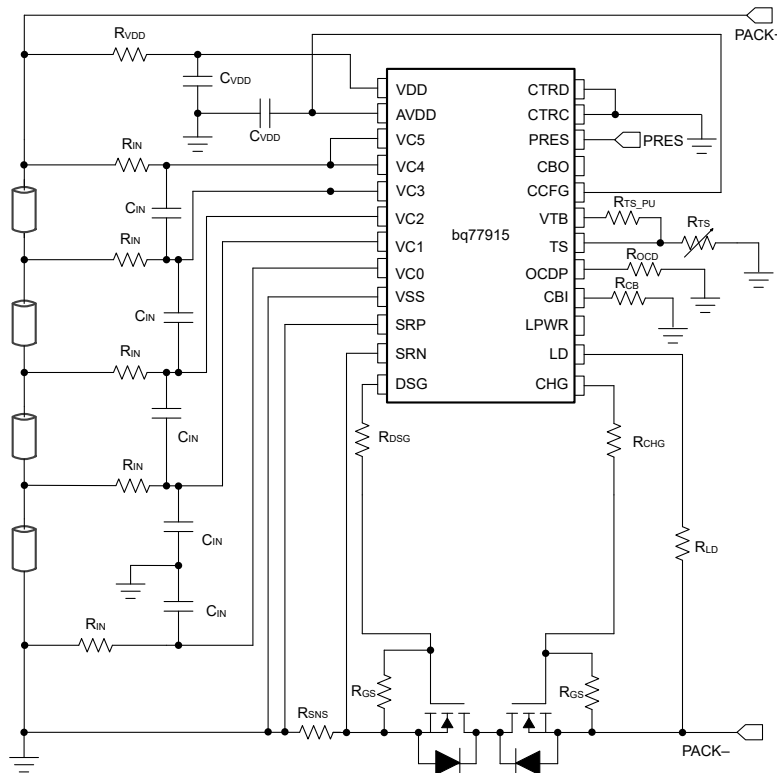 PACK+
RVDD
CVDD
CVDD
VDD
AVDD
VC5
VC4
VC3
VC2
VC1
VC0
VSS
SRP
SRN
DSG
bq77915
CTRD
CTRC
PRES
CBO
CCFG
VTB
TS
OCDP
CBI
LPWR
LD
CHG
PRES
RTS_PU
RTS
ROCD
RCB
RIN
CIN
RIN
CIN
RIN
CIN
RIN
CIN
CIN
RIN
RDSG
RCHG
RLD
RGS
RGS
RSNS
PACK–